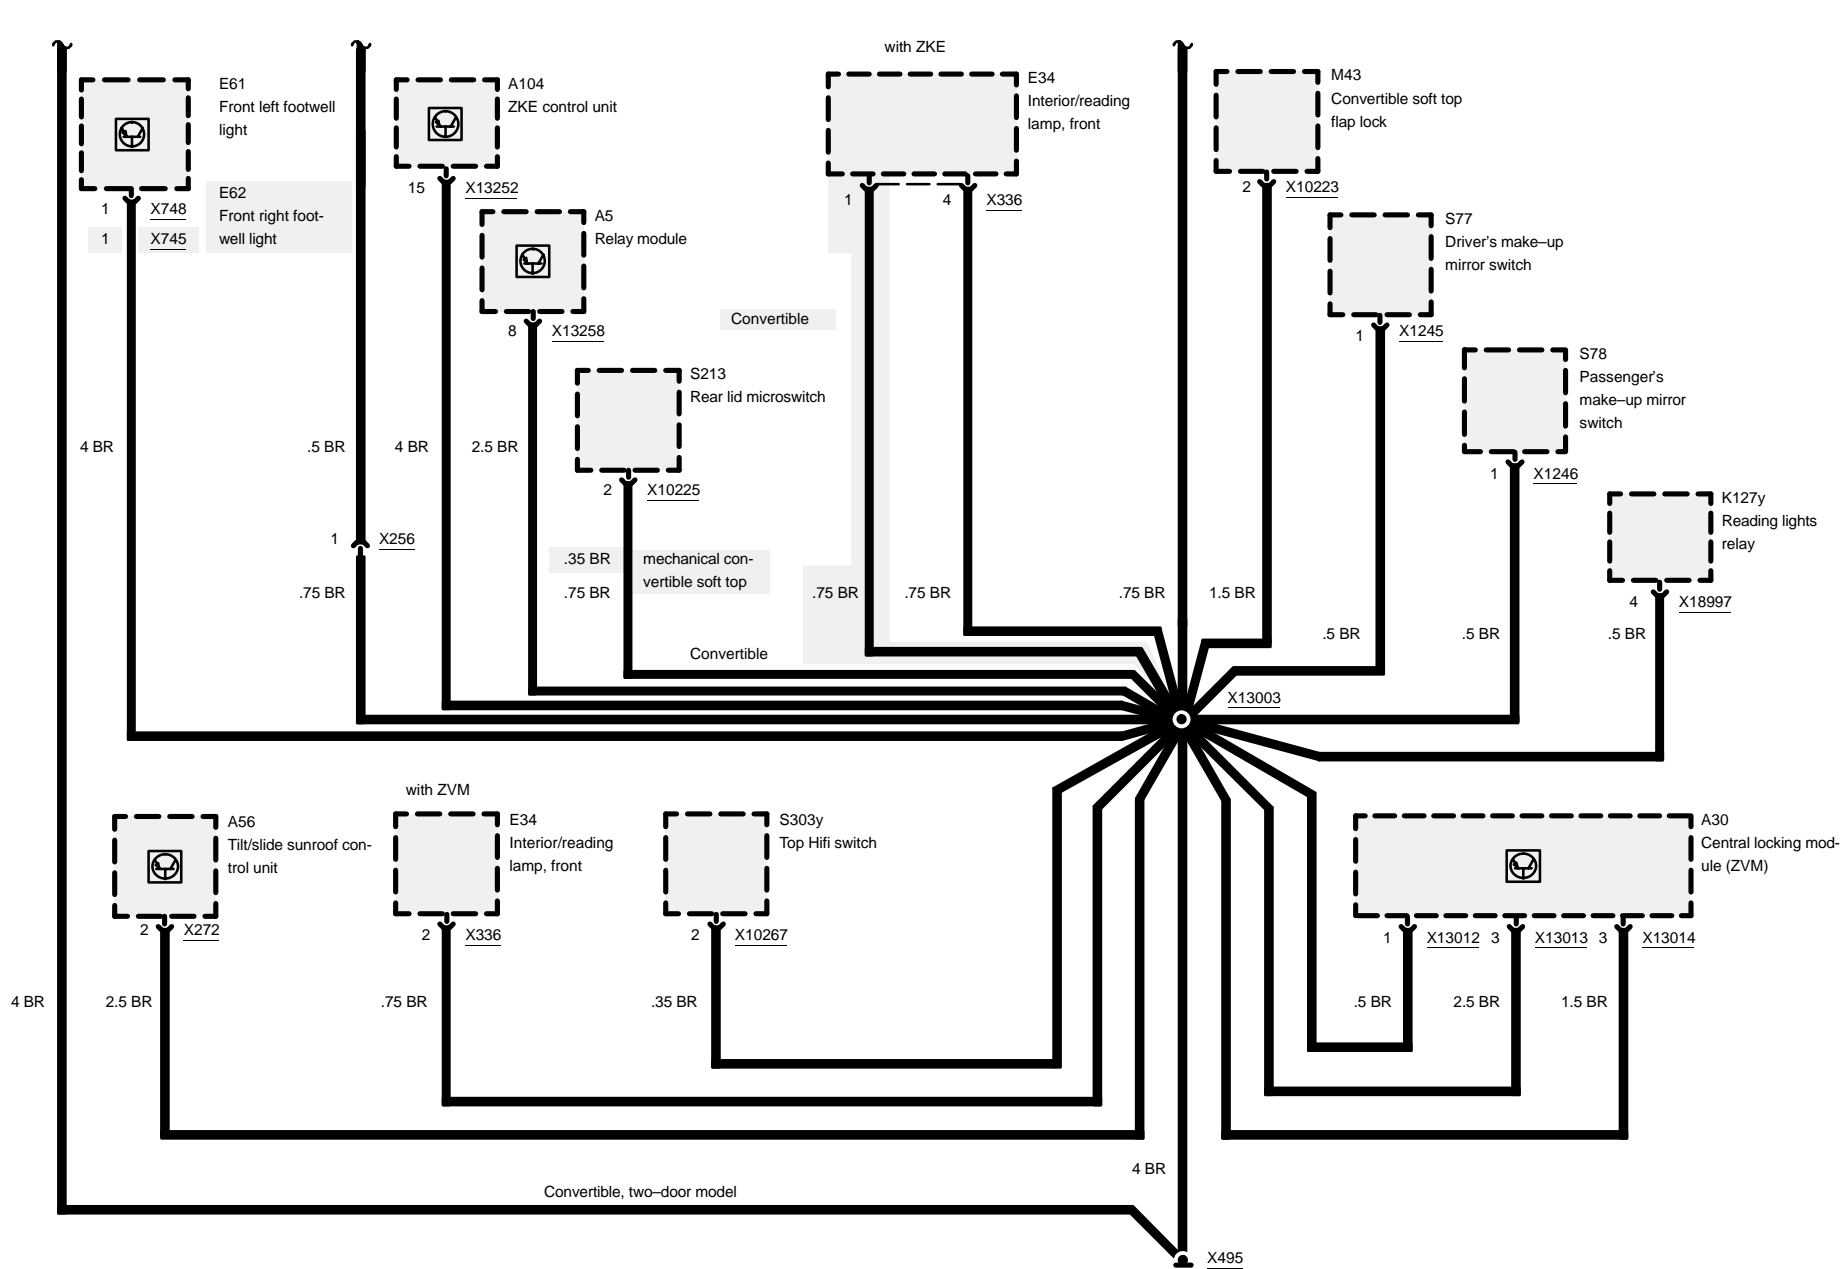 with ZKE
E61
Front left footwell
light
1
X748
1
X745
E62
Front right foot-
well light
A104
ZKE control unit
15
X13252
A5
Relay module
8
X13258
S213
Rear lid microswitch
2
X10225
E34
Interior/reading
lamp, front
1
4
X336
Convertible
M43
Convertible soft top
flap lock
2
X10223
S77
Driver's make–up
mirror switch
1
X1245
S78
Passenger's
make–up mirror
switch
1
X1246
K127y
Reading lights
relay
4
X18997
4 BR
.5 BR
4 BR
2.5 BR
1
X256
.75 BR
.35 BR
mechanical con-
vertible soft top
.75 BR
.75 BR
.75 BR
.75 BR
1.5 BR
.5 BR
.5 BR
.5 BR
Convertible
X13003
with ZVM
A56
Tilt/slide sunroof con-
trol unit
2
X272
E34
Interior/reading
lamp, front
2
X336
S303y
Top Hifi switch
2
X10267
A30
Central locking mod-
ule (ZVM)
1
X13012
3
X13013
3
X13014
4 BR
2.5 BR
.75 BR
.35 BR
.5 BR
2.5 BR
1.5 BR
4 BR
Convertible, two–door model
X495